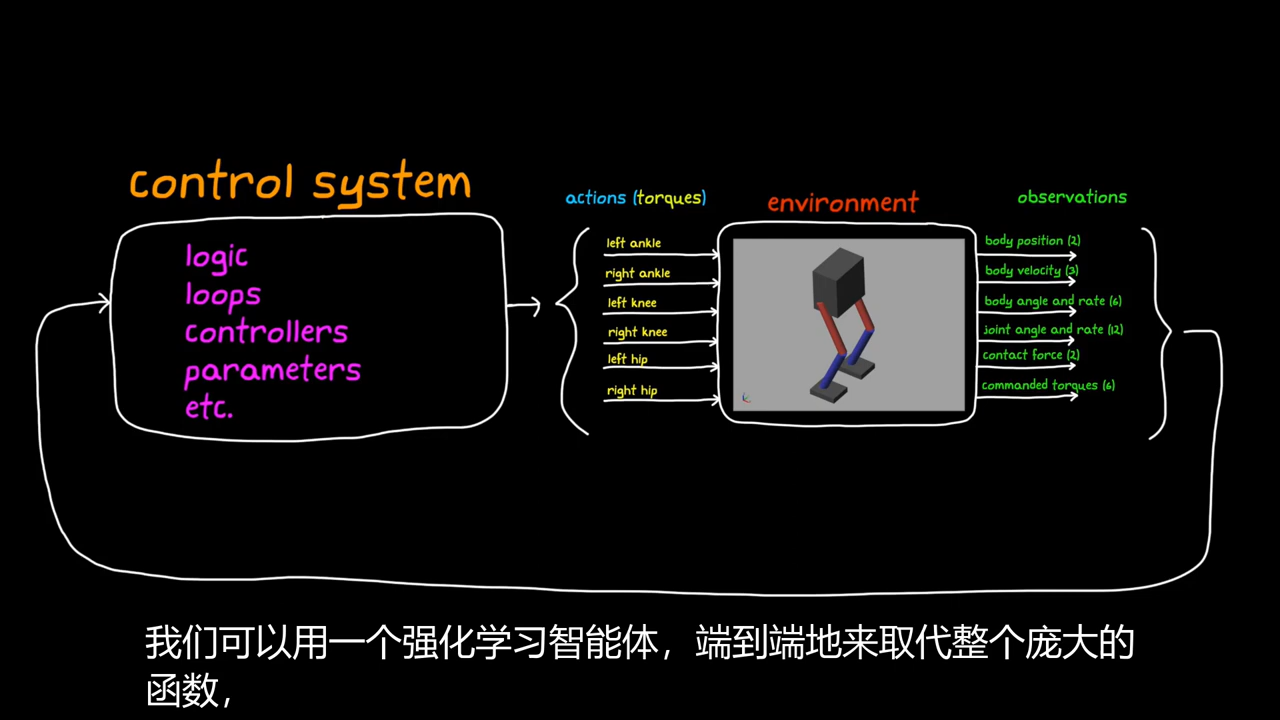 control system
logic
loops
controllers
parameters
etc.
actions (torques)
left ankle
right ankle
left knee
right knee
left hip
right hip
environment
observations
body position (2)
body velocity (3)
body angle and rate (6)
joint angle and rate (12)
contact force (2)
commanded torques (6)
我们可以用一个强化学习智能体，端到端地来取代整个庞大的
函数，